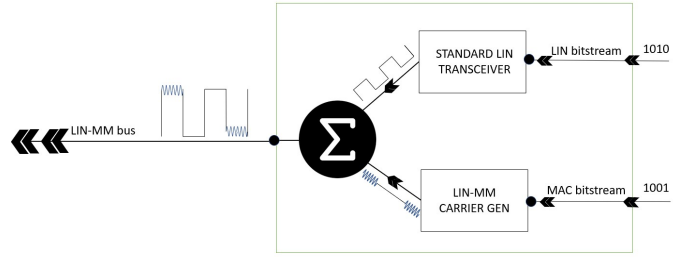 STANDARD LIN
TRANSCEIVER
LIN bitstream
1010
LIN-MM bus
Σ
LIN-MM
CARRIER GEN
MAC bitstream
1001